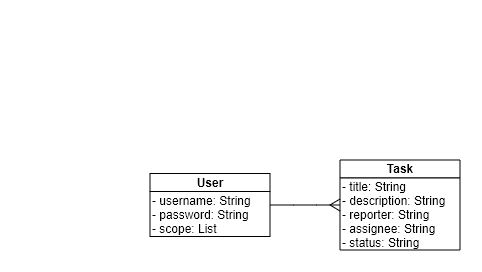 User
- username: String
- password: String
- scope: List
Task
- title: String
- description: String
- reporter: String
- assignee: String
- status: String